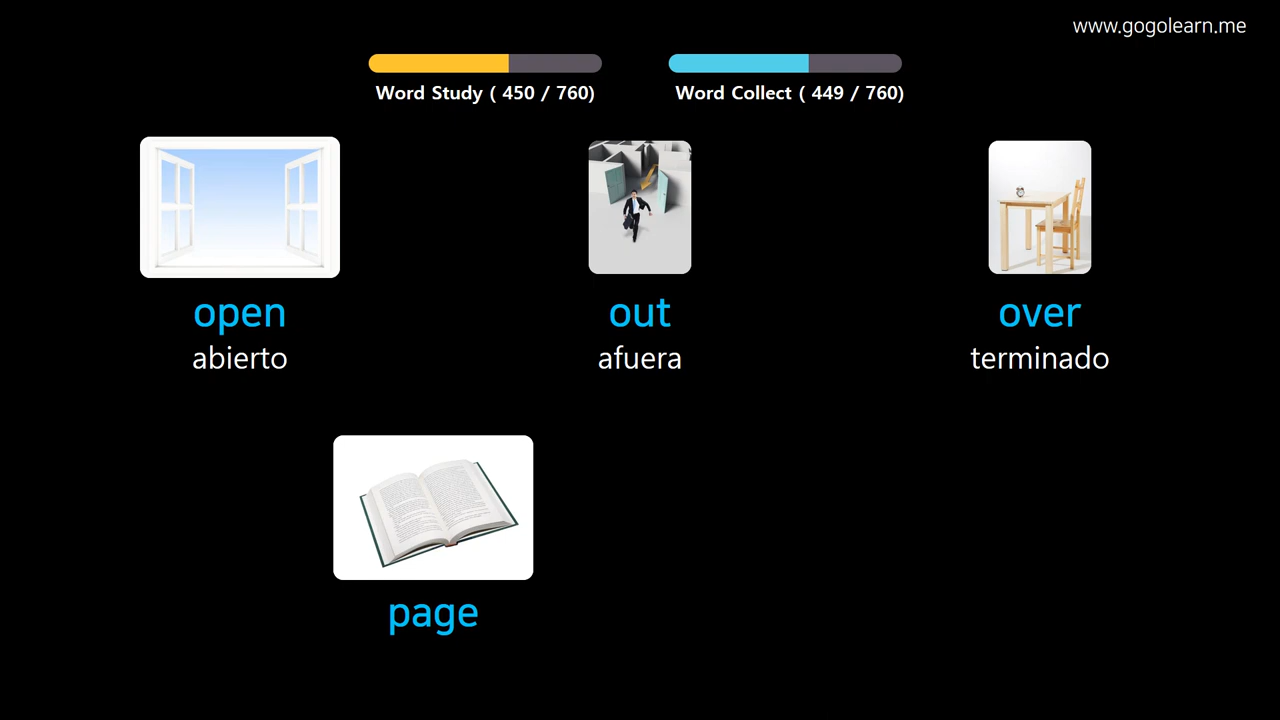 www.gogolearn.me
Word Study ( 450 / 760)
Word Collect ( 449 / 760)
open
abierto
out
afuera
over
terminado
page